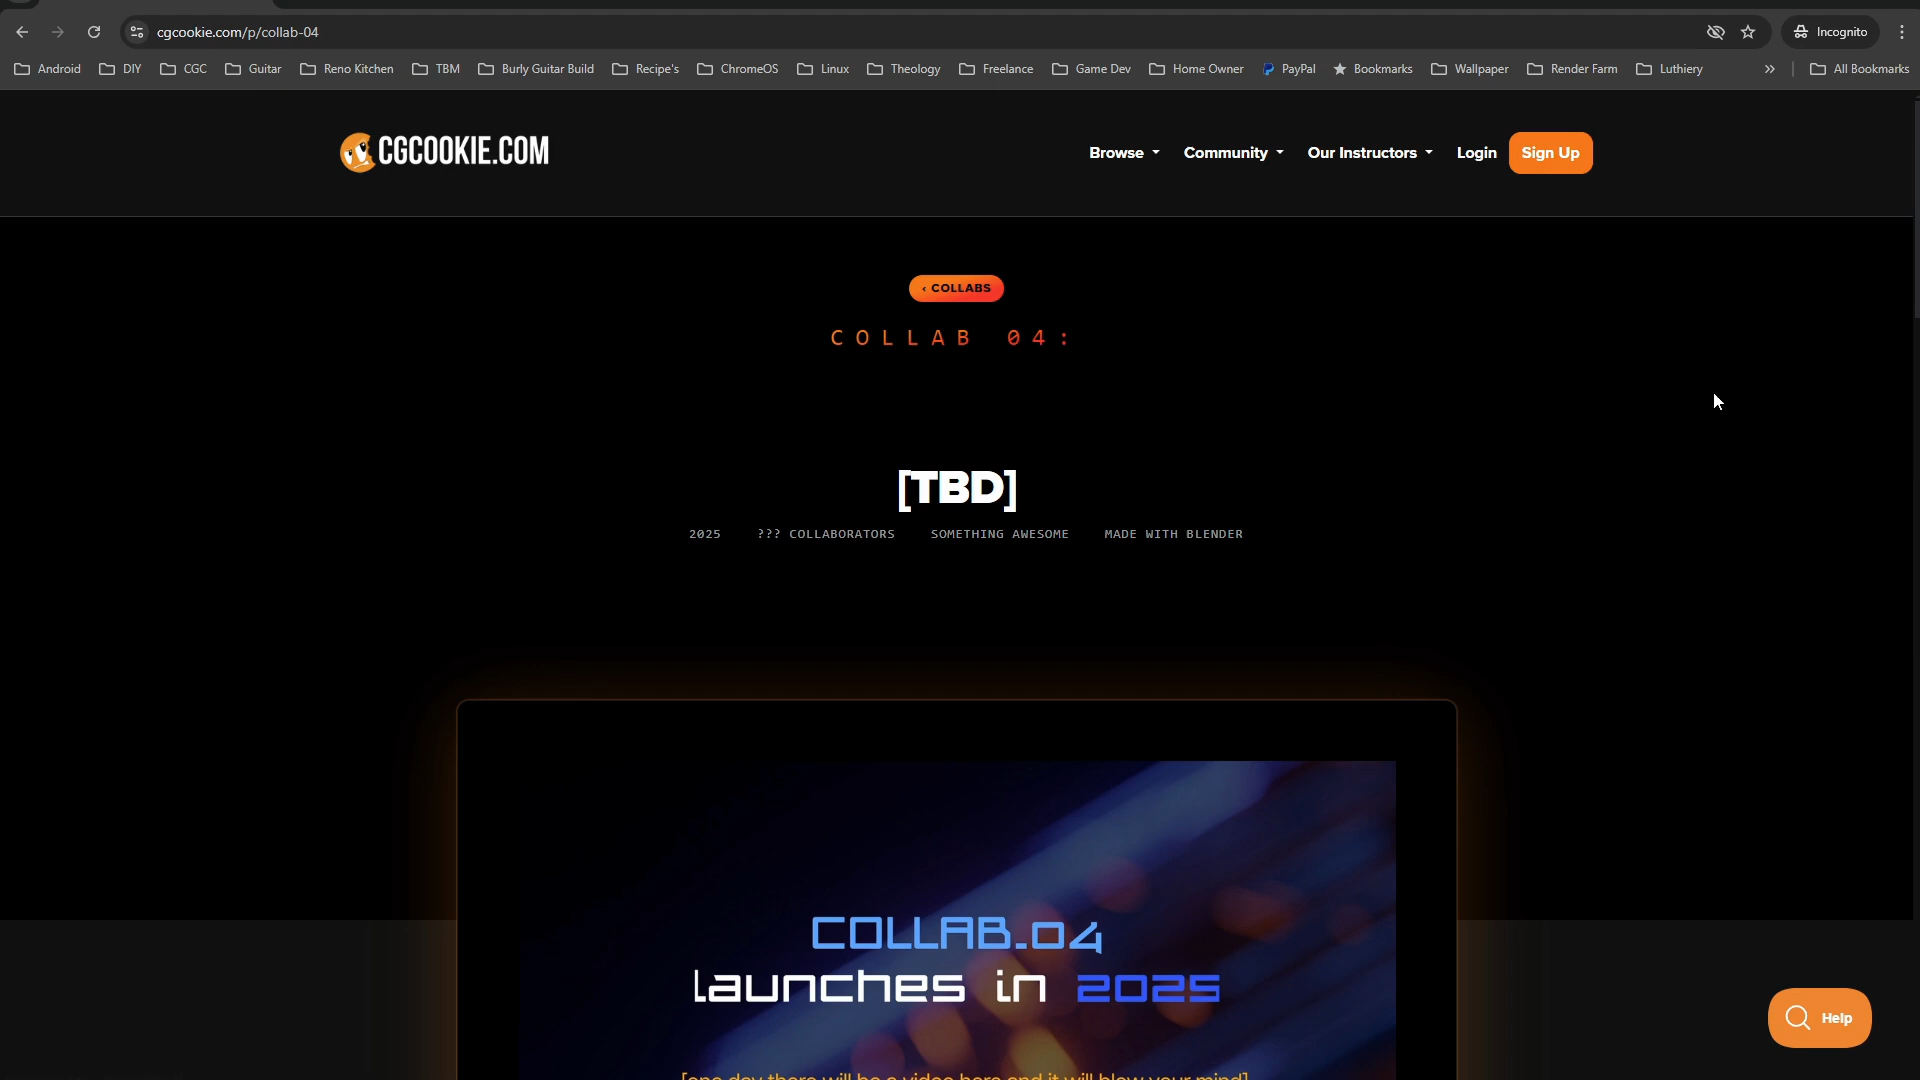 cgcookie.com/p/collab-04
Incognito
Android DIY CGC Guitar Reno Kitchen TBM Burly Guitar Build Recipe's ChromeOS Linux Theology Freelance Game Dev Home Owner PayPal Bookmarks Wallpaper Render Farm Luthiery » All Bookmarks
CGCOOKIE.COM
Browse Community Our Instructors Login Sign Up
‹ COLLABS
COLLAB 04:
[TBD]
2025 ??? COLLABORATORS SOMETHING AWESOME MADE WITH BLENDER
COLLAB.04
Launches in 2025
[one day there will be a video here and it will blow your mind]
Help